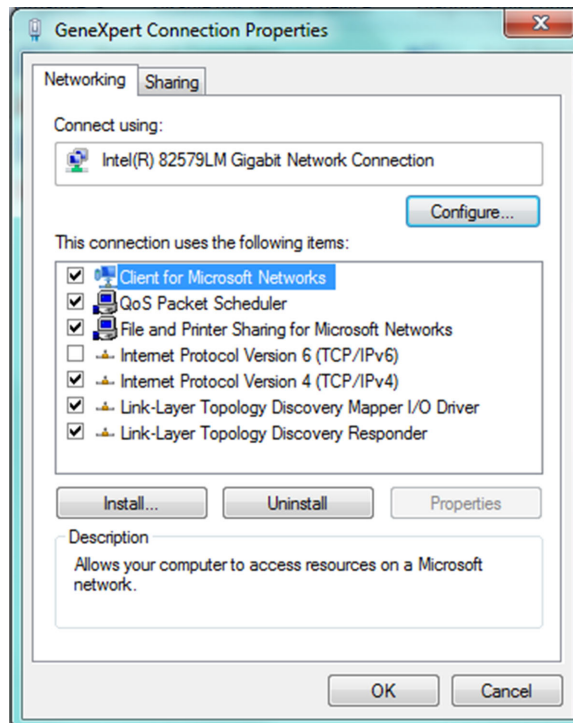 GeneXpert Connection Properties
Networking
Sharing
Connect using:
Intel(R) 82579LM Gigabit Network Connection
Configure...
This connection uses the following items:
Client for Microsoft Networks
QoS Packet Scheduler
File and Printer Sharing for Microsoft Networks
Internet Protocol Version 6 (TCP/IPv6)
Internet Protocol Version 4 (TCP/IPv4)
Link-Layer Topology Discovery Mapper I/O Driver
Link-Layer Topology Discovery Responder
Install...
Uninstall
Properties
Description
Allows your computer to access resources on a Microsoft
network.
OK
Cancel